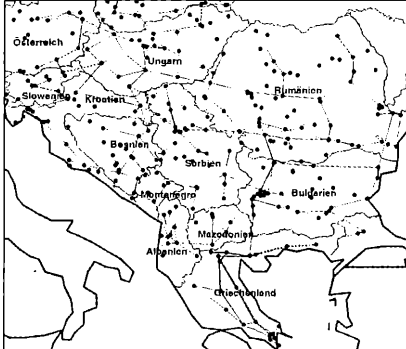 Österreich
Ungarn
Rumänien
Slowenien
Kroatien
Bosnien
Serbien
Bulgarien
Montenegro
Mazedonien
Albanien
Griechenland